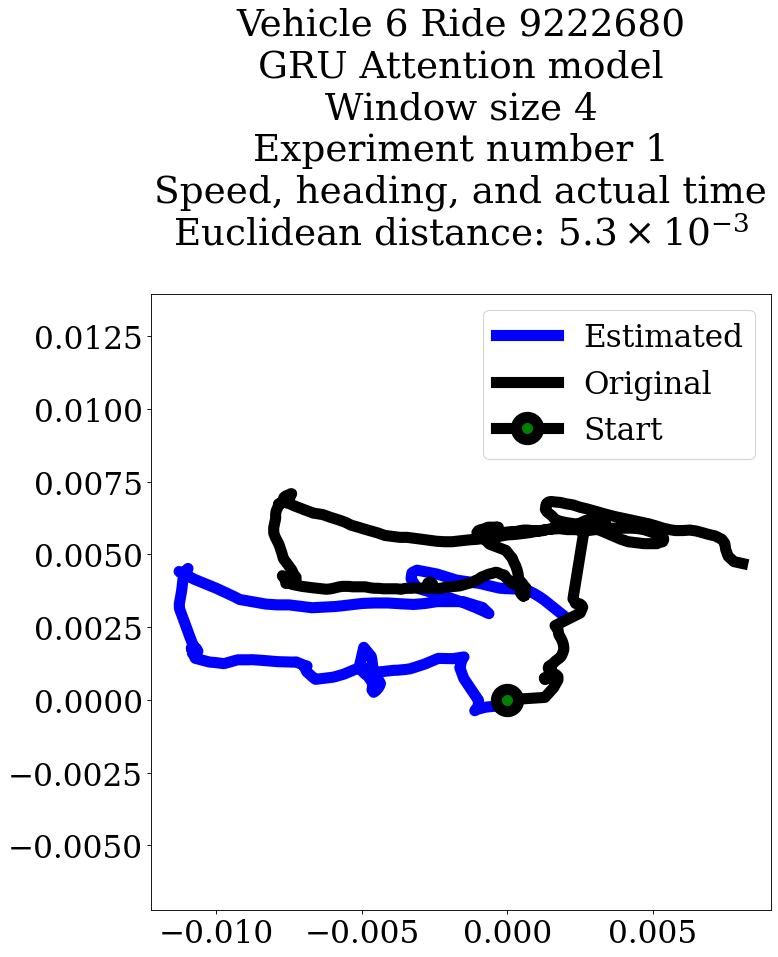 Vehicle 6 Ride 9222680
GRU Attention model
Window size 4
Experiment number 1
Speed, heading, and actual time
Euclidean distance: 5.3 × 10⁻³
Estimated
Original
Start
0.0125
0.0100
0.0075
0.0050
0.0025
0.0000
−0.0025
−0.0050
−0.010 −0.005 0.000 0.005